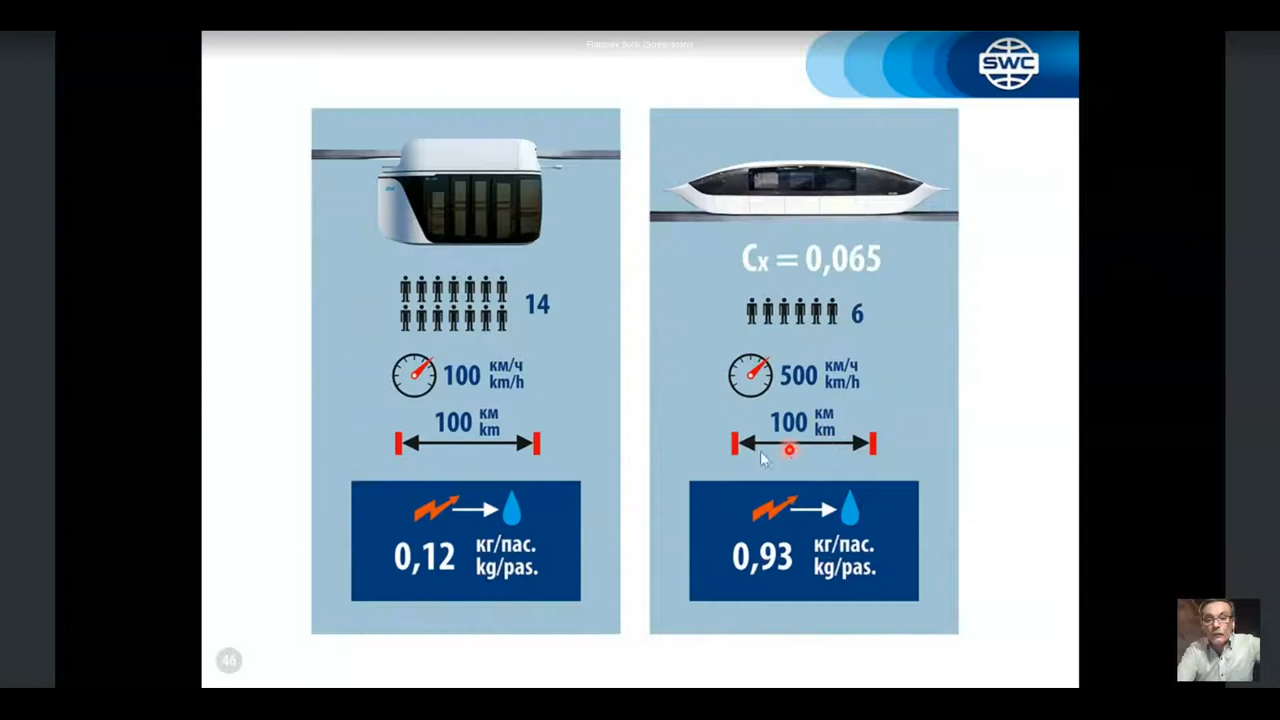 SWC
Cx = 0,065
14
6
100 км/ч
km/h
500 км/ч
km/h
100 км
km
100 км
km
0,12 кг/пас.
kg/pas.
0,93 кг/пас.
kg/pas.
46